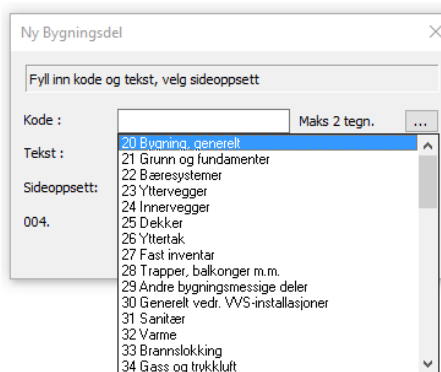 Ny Bygningsdel
Fyll inn kode og tekst, velg sideoppsett
Kode :
Maks 2 tegn.
...
20 Bygning, generelt
21 Grunn og fundamenter
22 Bæresystemer
23 Yttervegger
24 Innervegger
25 Dekker
26 Yttertak
27 Fast inventar
28 Trapper, balkonger m.m.
29 Andre bygningsmessige deler
30 Generelt vedr. VVS-installasjoner
31 Sanitær
32 Varme
33 Brannslokking
34 Gass og trykkluft
Tekst :
Sideoppsett:
004.